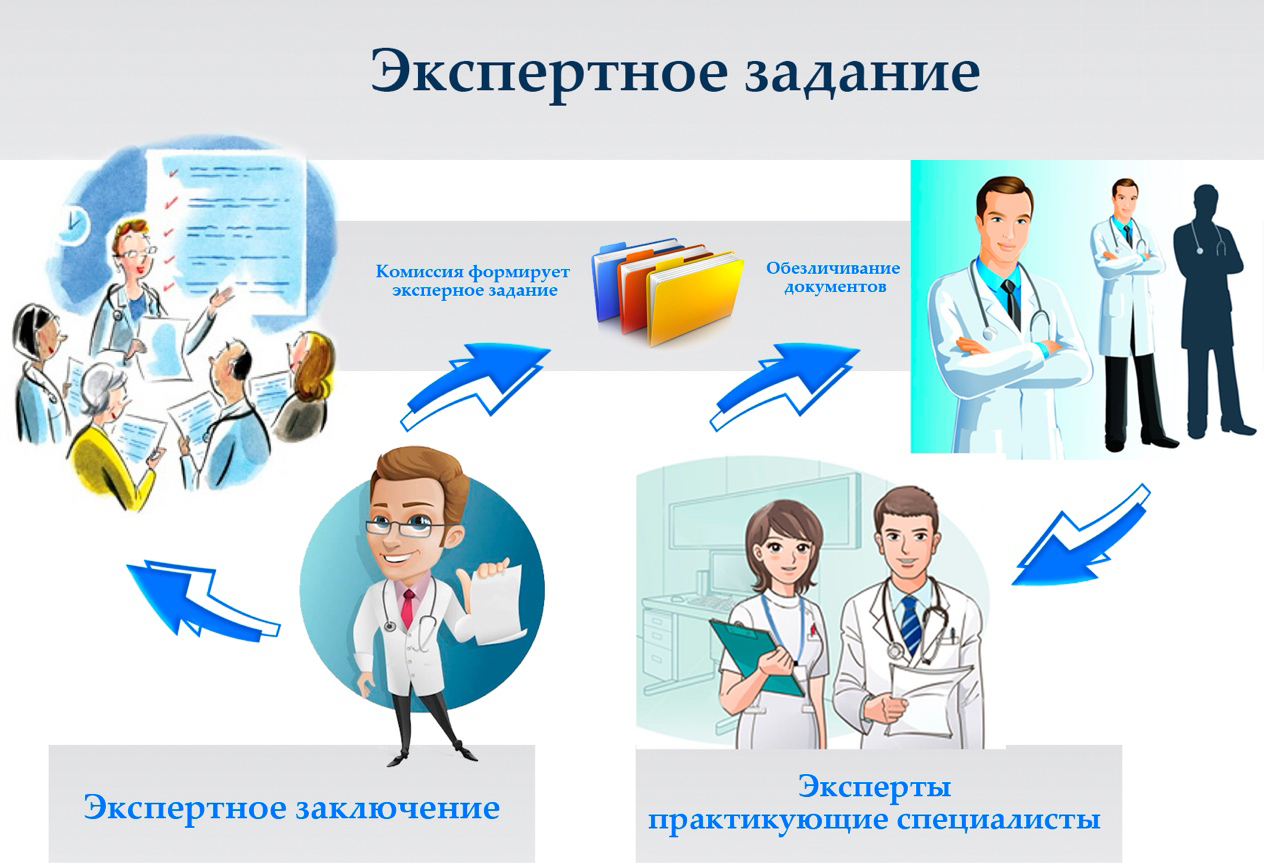 Экспертное задание
Комиссия формирует
эксперное задание
Обезличивание
документов
Экспертное заключение
Эксперты
практикующие специалисты